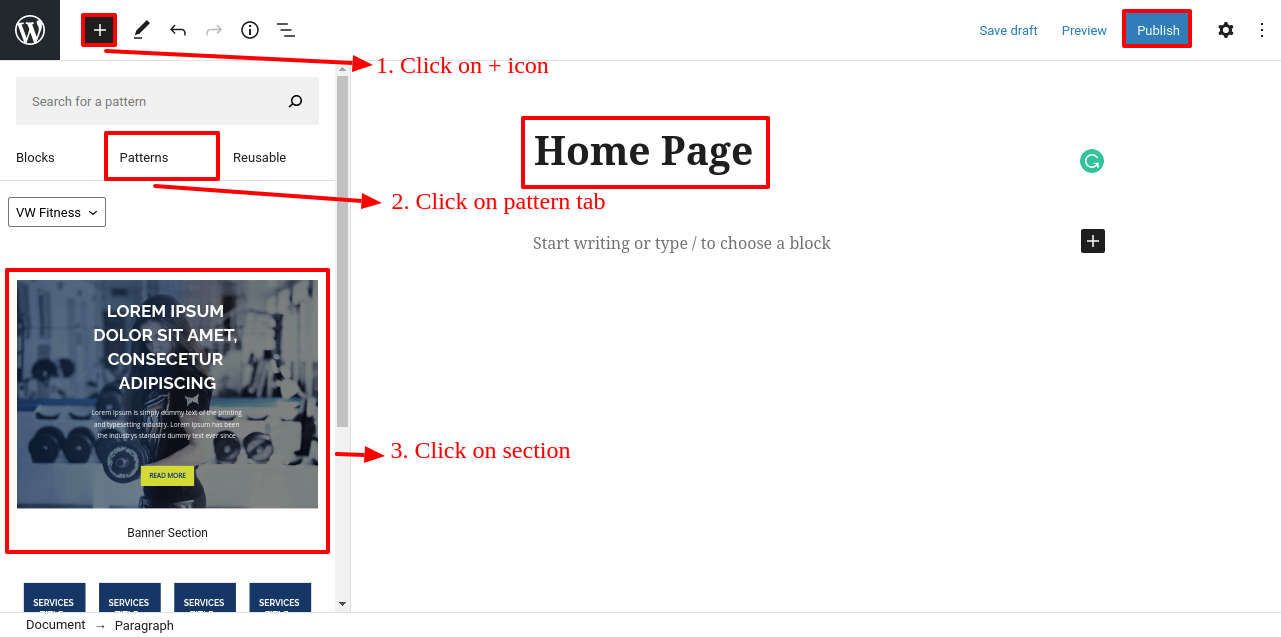 Save draft
Preview
Publish
1. Click on + icon
Search for a pattern
Blocks
Patterns
Reusable
Home Page
2. Click on pattern tab
VW Fitness
Start writing or type / to choose a block
LOREM IPSUM
DOLOR SIT AMET,
CONSECETUR
ADIPISCING
Lorem Ipsum is simply dummy text of the printing
and typesetting industry. Lorem Ipsum has been
the industrys standard dummy text ever since
READ MORE
3. Click on section
Banner Section
SERVICES
SERVICES
SERVICES
SERVICES
Document → Paragraph